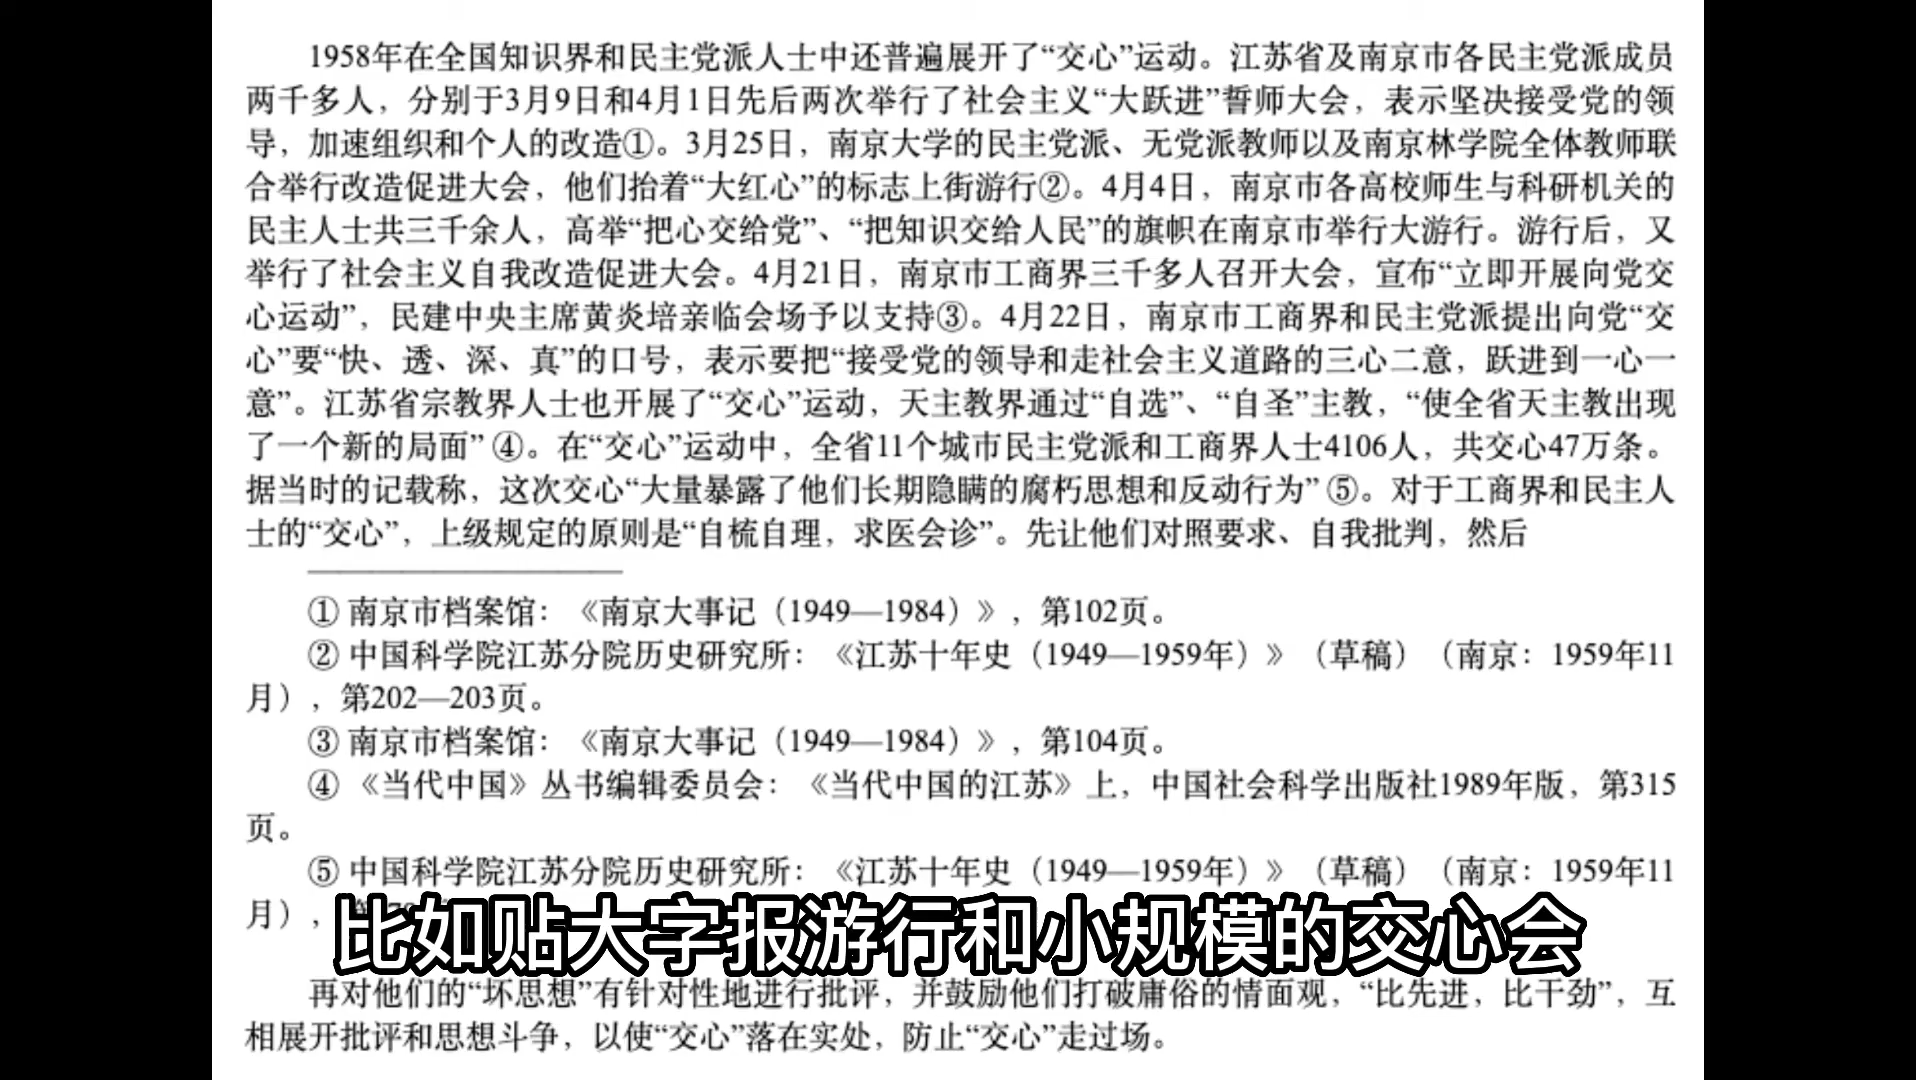 1958年在全国知识界和民主党派人士中还普遍展开了“交心”运动。江苏省及南京市各民主党派成员
两千多人，分别于3月9日和4月1日先后两次举行了社会主义“大跃进”誓师大会，表示坚决接受党的领
导，加速组织和个人的改造①。3月25日，南京大学的民主党派、无党派教师以及南京林学院全体教师联
合举行改造促进大会，他们抬着“大红心”的标志上街游行②。4月4日，南京市各高校师生与科研机关的
民主人士共三千余人，高举“把心交给党”、“把知识交给人民”的旗帜在南京市举行大游行。游行后，又
举行了社会主义自我改造促进大会。4月21日，南京市工商界三千多人召开大会，宣布“立即开展向党交
心运动”，民建中央主席黄炎培亲临会场予以支持③。4月22日，南京市工商界和民主党派提出向党“交
心”要“快、透、深、真”的口号，表示要把“接受党的领导和走社会主义道路的三心二意，跃进到一心一
意”。江苏省宗教界人士也开展了“交心”运动，天主教界通过“自选”、“自圣”主教，“使全省天主教出现
了一个新的局面”④。在“交心”运动中，全省11个城市民主党派和工商界人士4106人，共交心47万条。
据当时的记载称，这次交心“大量暴露了他们长期隐瞒的腐朽思想和反动行为”⑤。对于工商界和民主人
士的“交心”，上级规定的原则是“自梳自理，求医会诊”。先让他们对照要求、自我批判，然后
① 南京市档案馆：《南京大事记（1949—1984）》，第102页。
② 中国科学院江苏分院历史研究所：《江苏十年史（1949—1959年）》（草稿）（南京：1959年11
月），第202—203页。
③ 南京市档案馆：《南京大事记（1949—1984）》，第104页。
④ 《当代中国》丛书编辑委员会：《当代中国的江苏》上，中国社会科学出版社1989年版，第315
页。
⑤ 中国科学院江苏分院历史研究所：《江苏十年史（1949—1959年）》（草稿）（南京：1959年11
月），
比如贴大字报游行和小规模的交心会
再对他们的“坏思想”有针对性地进行批评，并鼓励他们打破庸俗的情面观，“比先进，比干劲”，互
相展开批评和思想斗争，以使“交心”落在实处，防止“交心”走过场。